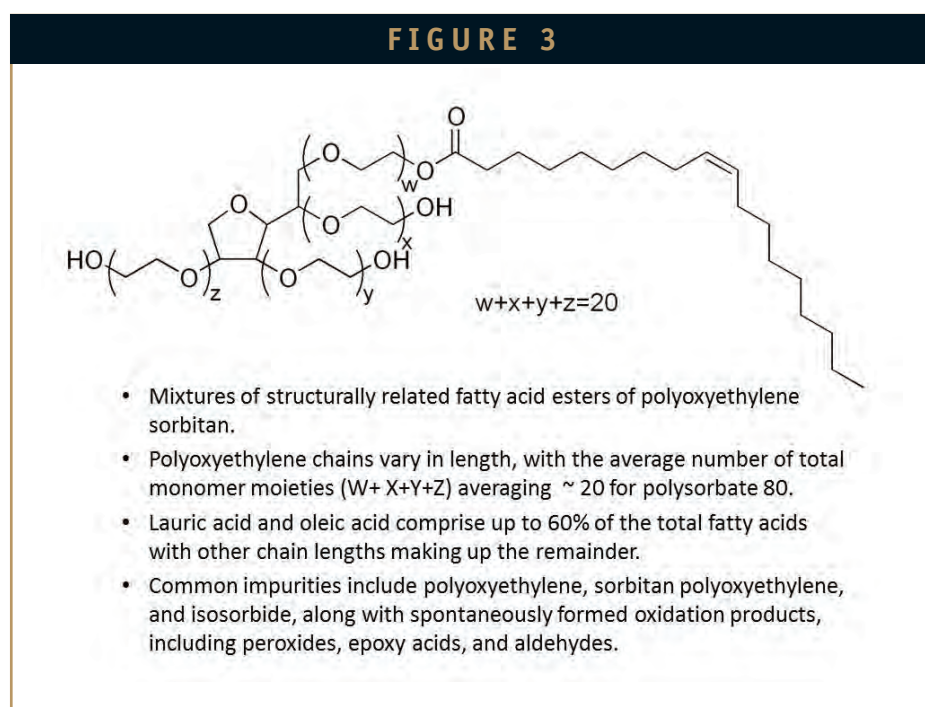 FIGURE 3
O
O
w
O
O
O
OH
x
HO
O
z
O
OH
y
w+x+y+z=20
• Mixtures of structurally related fatty acid esters of polyoxyethylene
sorbitan.
• Polyoxyethylene chains vary in length, with the average number of total
monomer moieties (W+ X+Y+Z) averaging ~ 20 for polysorbate 80.
• Lauric acid and oleic acid comprise up to 60% of the total fatty acids
with other chain lengths making up the remainder.
• Common impurities include polyoxyethylene, sorbitan polyoxyethylene,
and isosorbide, along with spontaneously formed oxidation products,
including peroxides, epoxy acids, and aldehydes.